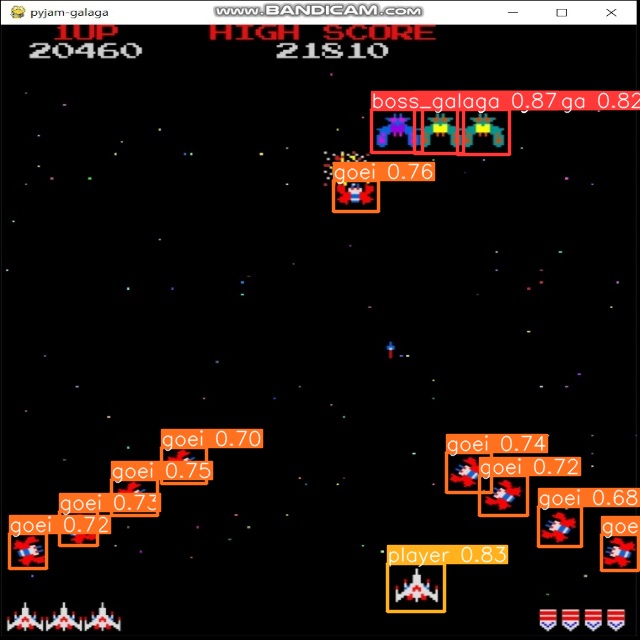 pyjam-galaga
www.BANDICAM.com
1UP HIGH SCORE
20460 21810
boss_galaga 0.87 ga 0.82
goei 0.76
goei 0.70
goei 0.74
goei 0.75
goei 0.72
goei 0.73
goei 0.68
goei 0.72
goe
player 0.83